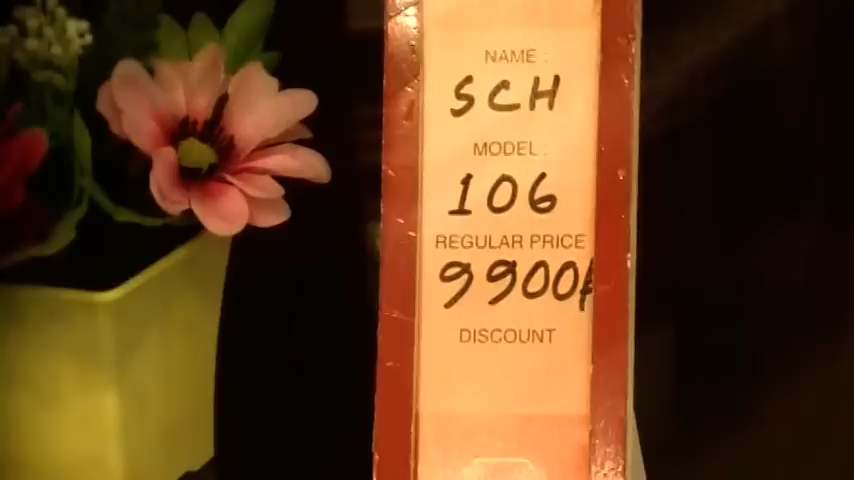 NAME :
SCH
MODEL :
106
REGULAR PRICE
9900/
DISCOUNT